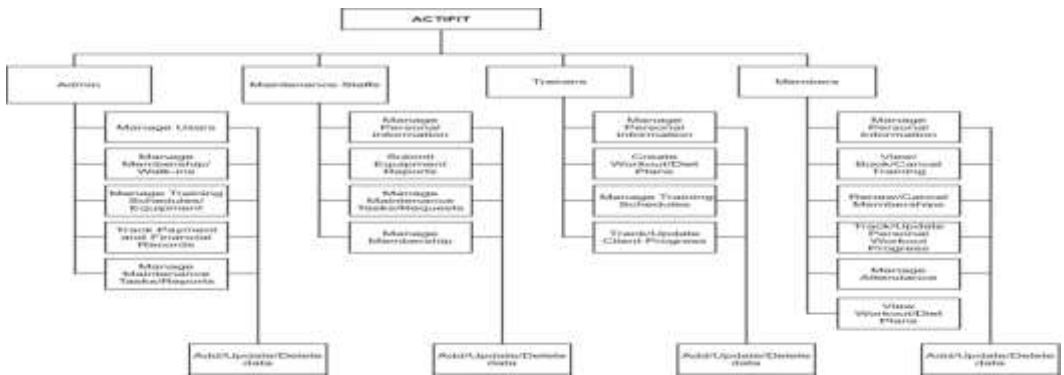 ACTIFIT
Admin
Maintenance Staffs
Trainers
Members
Manage Users
Manage
Membership/
Walk-ins
Manage Training
Schedules/
Equipment
Track Payment
and Financial
Records
Manage
Maintenance
Tasks/Reports
Add/Update/Delete
data
Manage
Personal
Information
Submit
Equipment
Reports
Manage
Maintenance
Tasks/Requests
Manage
Membership
Add/Update/Delete
data
Manage
Personal
Information
Create
Workout/Diet
Plans
Manage Training
Schedules
Track/Update
Client Progress
Add/Update/Delete
data
Manage
Personal
Information
View/
Book/Cancel
Training
Renew/Cancel
Memberships
Track/Update
Personal
Workout
Progress
Manage
Attendance
View
Workout/Diet
Plans
Add/Update/Delete
data